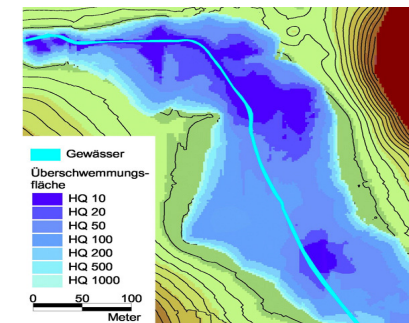 Gewässer
Überschwemmungs-
fläche
HQ 10
HQ 20
HQ 50
HQ 100
HQ 200
HQ 500
HQ 1000
0 50 100
Meter